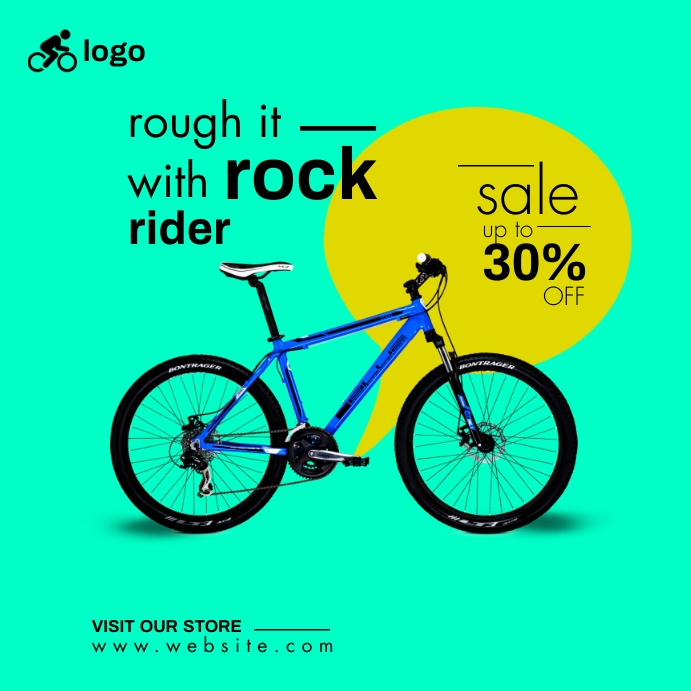 logo
rough it
with rock
rider
sale
up to
30%
OFF
BONTRAGER
BONTRAGER
VISIT OUR STORE
www.website.com